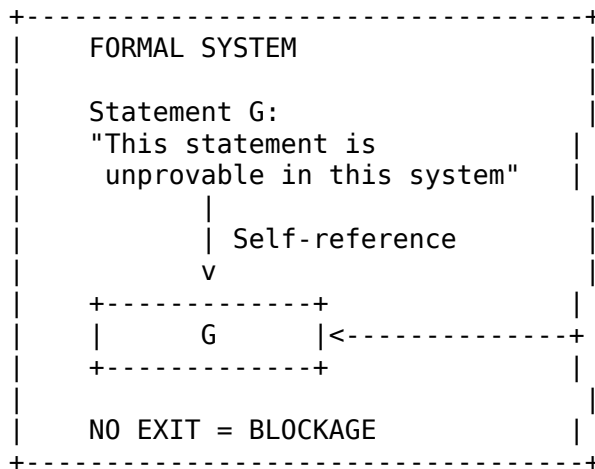 FORMAL SYSTEM
Statement G:
"This statement is
unprovable in this system"
Self-reference
G
NO EXIT = BLOCKAGE